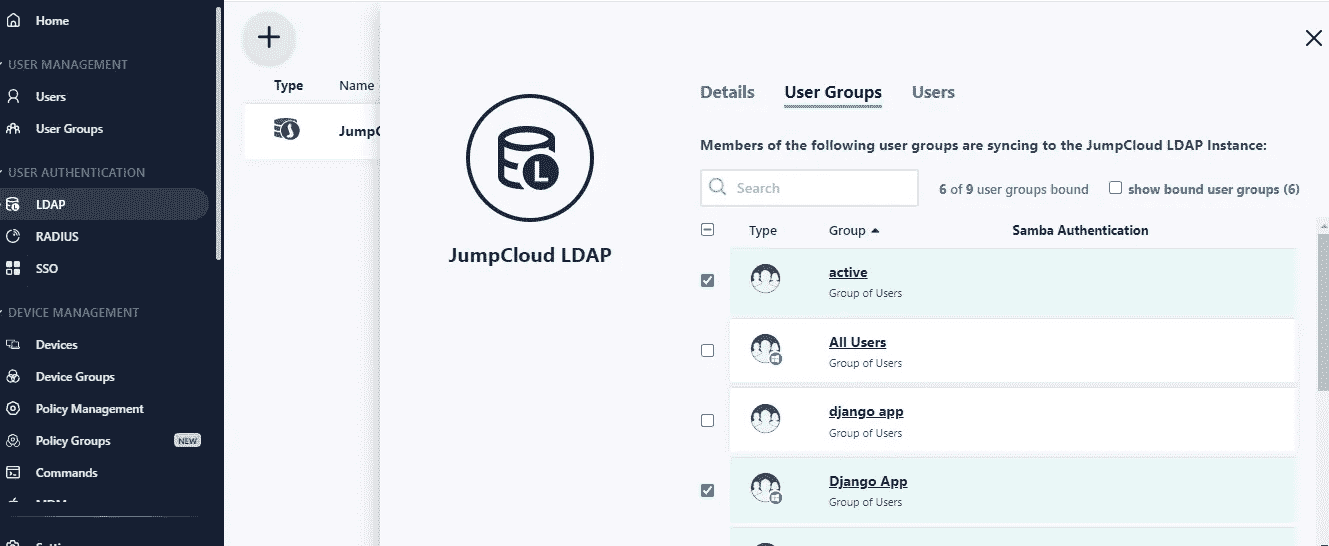 Home
USER MANAGEMENT
Users
User Groups
USER AUTHENTICATION
LDAP
RADIUS
SSO
DEVICE MANAGEMENT
Devices
Device Groups
Policy Management
Policy Groups NEW
Commands
Type Name
JumpC
JumpCloud LDAP
Details User Groups Users
Members of the following user groups are syncing to the JumpCloud LDAP Instance:
Search 6 of 9 user groups bound show bound user groups (6)
Type Group Samba Authentication
active
Group of Users
All Users
Group of Users
django app
Group of Users
Django App
Group of Users